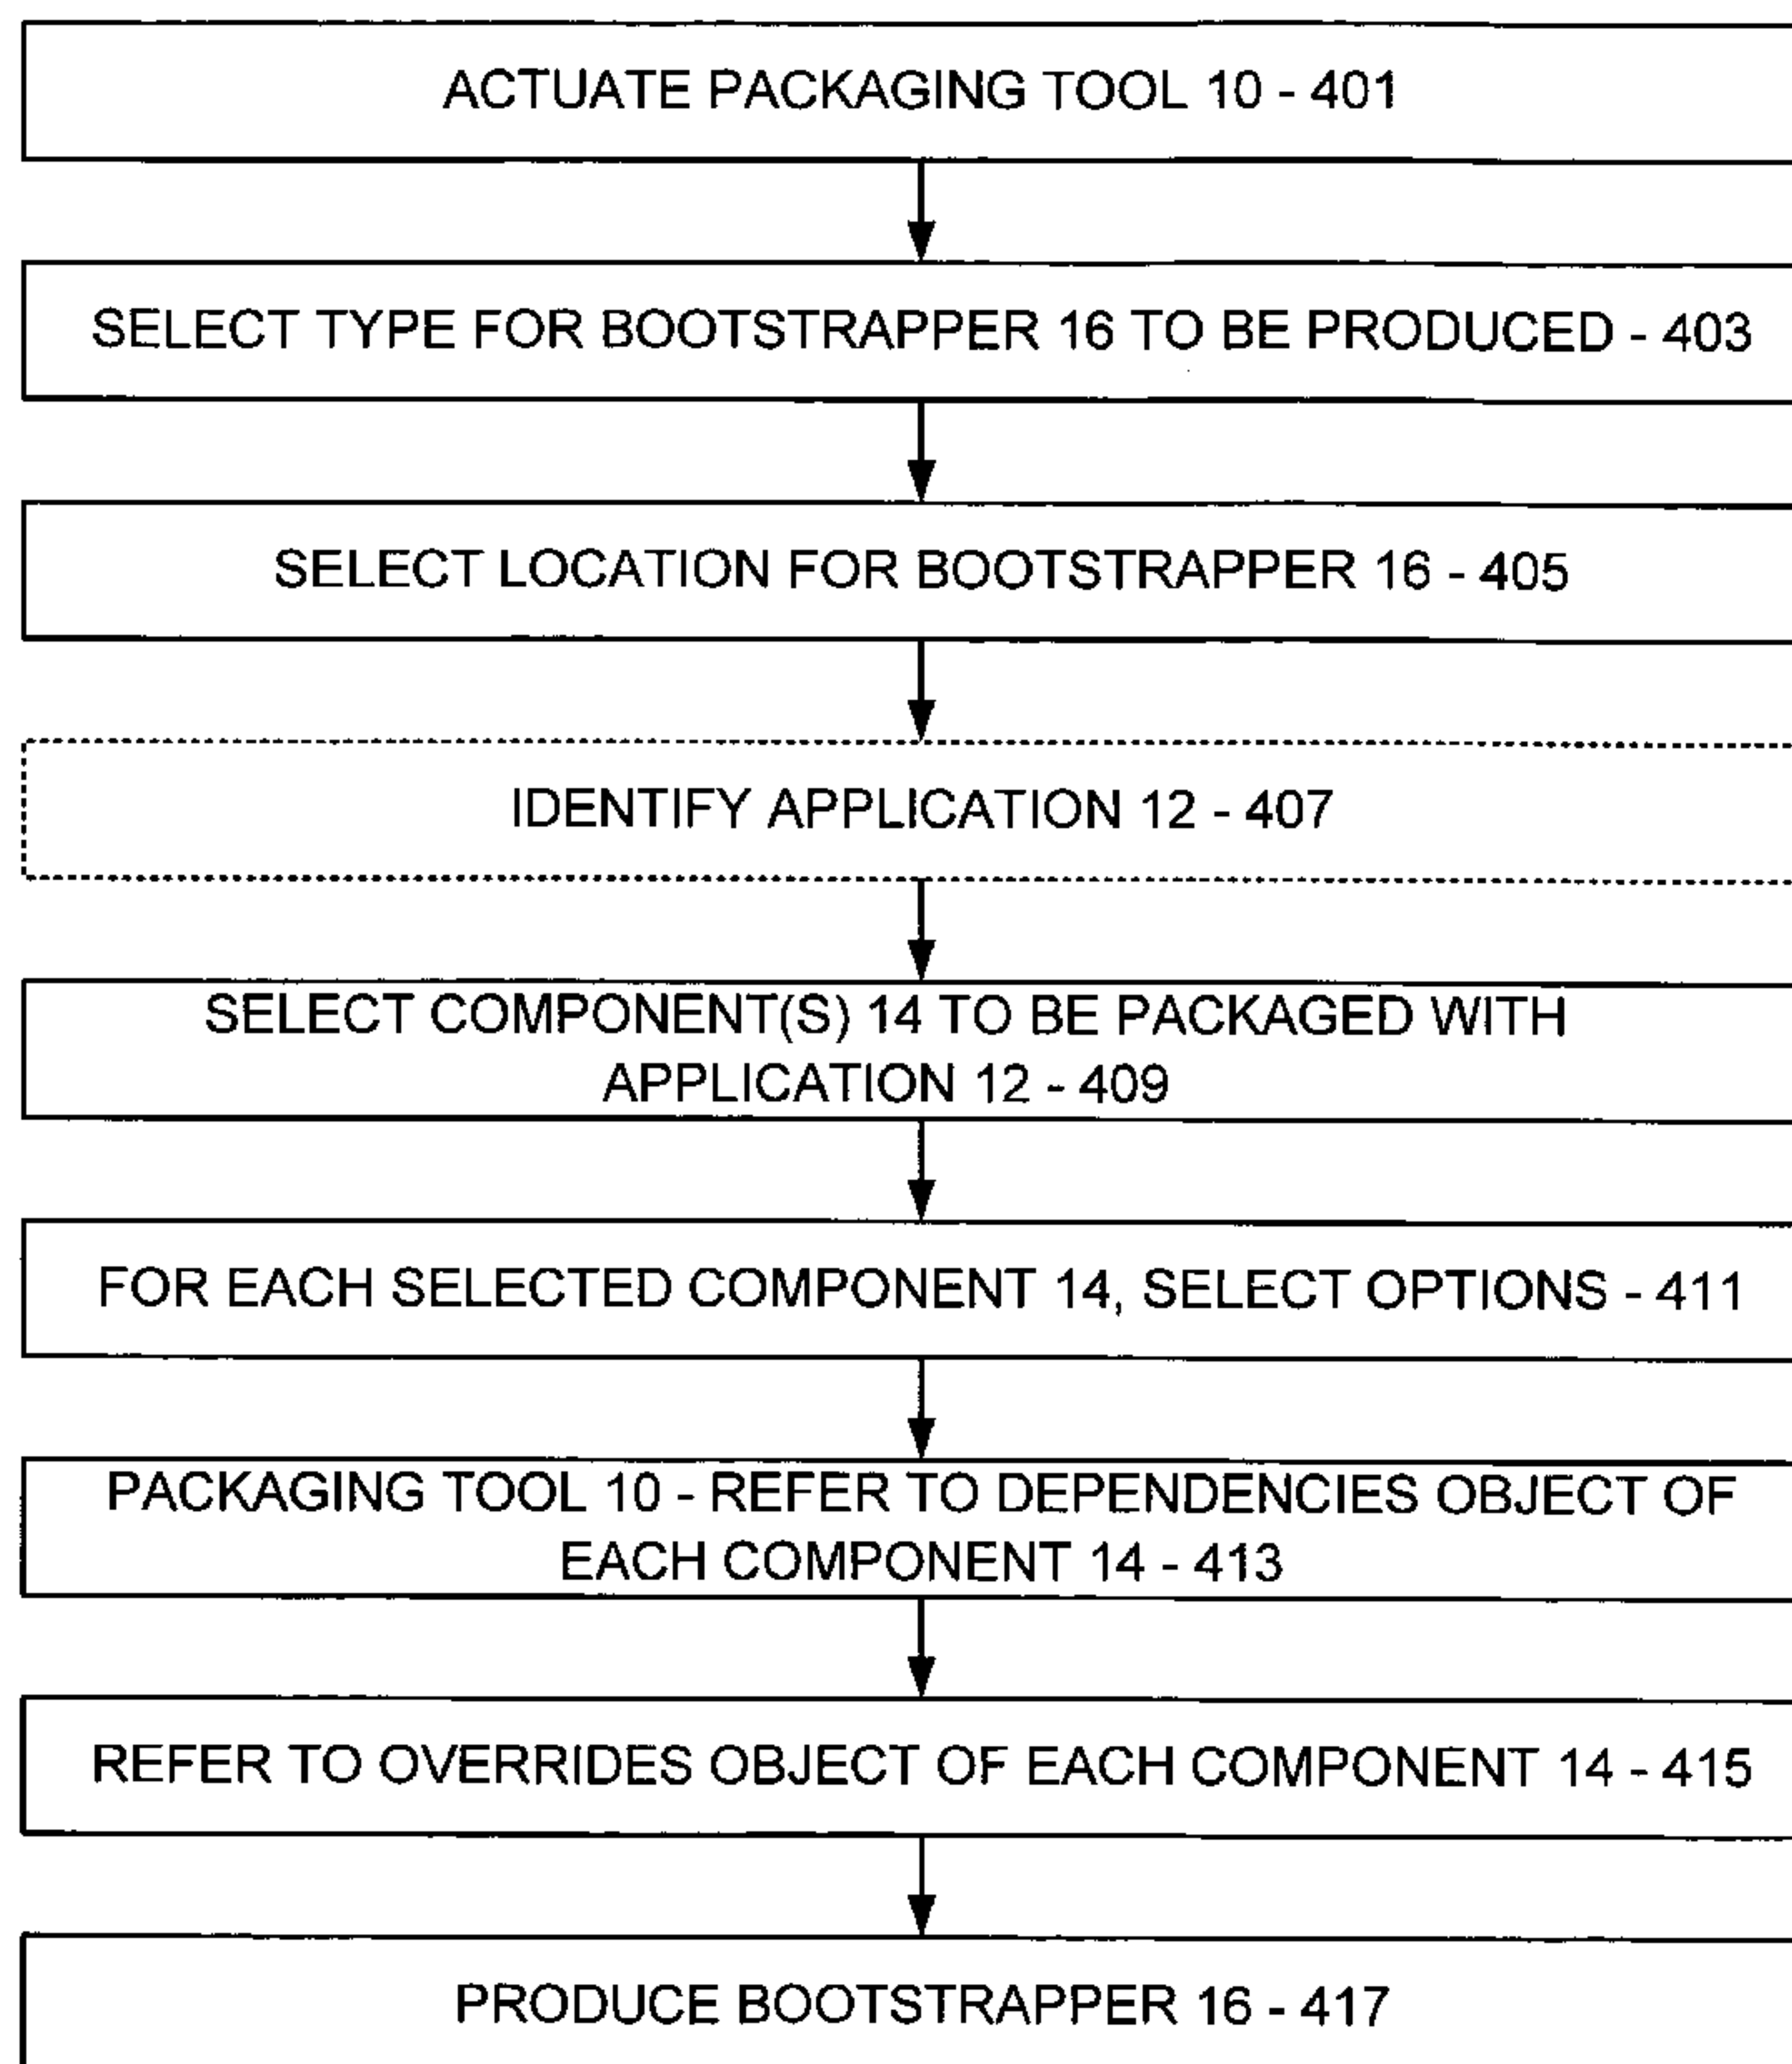 ACTUATE PACKAGING TOOL 10 - 401
SELECT TYPE FOR BOOTSTRAPPER 16 TO BE PRODUCED - 403
SELECT LOCATION FOR BOOTSTRAPPER 16 - 405
IDENTIFY APPLICATION 12 - 407
SELECT COMPONENT(S) 14 TO BE PACKAGED WITH
APPLICATION 12 - 409
FOR EACH SELECTED COMPONENT 14, SELECT OPTIONS - 411
PACKAGING TOOL 10 - REFER TO DEPENDENCIES OBJECT OF
EACH COMPONENT 14 - 413
REFER TO OVERRIDES OBJECT OF EACH COMPONENT 14 - 415
PRODUCE BOOTSTRAPPER 16 - 417